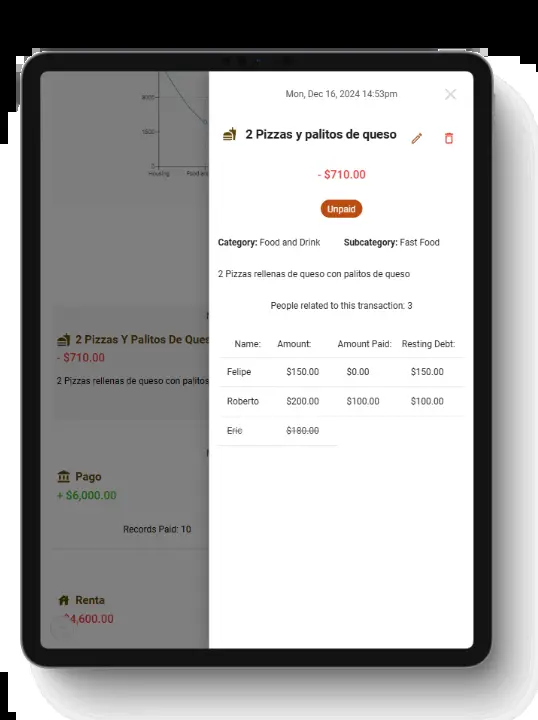 Mon, Dec 16, 2024 14:53pm
2 Pizzas y palitos de queso
- $710.00
Unpaid
Category: Food and Drink Subcategory: Fast Food
2 Pizzas rellenas de queso con palitos de queso
People related to this transaction: 3
Name: Amount: Amount Paid: Resting Debt:
Felipe $150.00 $0.00 $150.00
Roberto $200.00 $100.00 $100.00
Eric $180.00
1500
0
Housing Food an
2 Pizzas Y Palitos De Ques
- $710.00
2 Pizzas rellenas de queso con palitos
Pago
+ $6,000.00
Records Paid: 10
Renta
$4,600.00